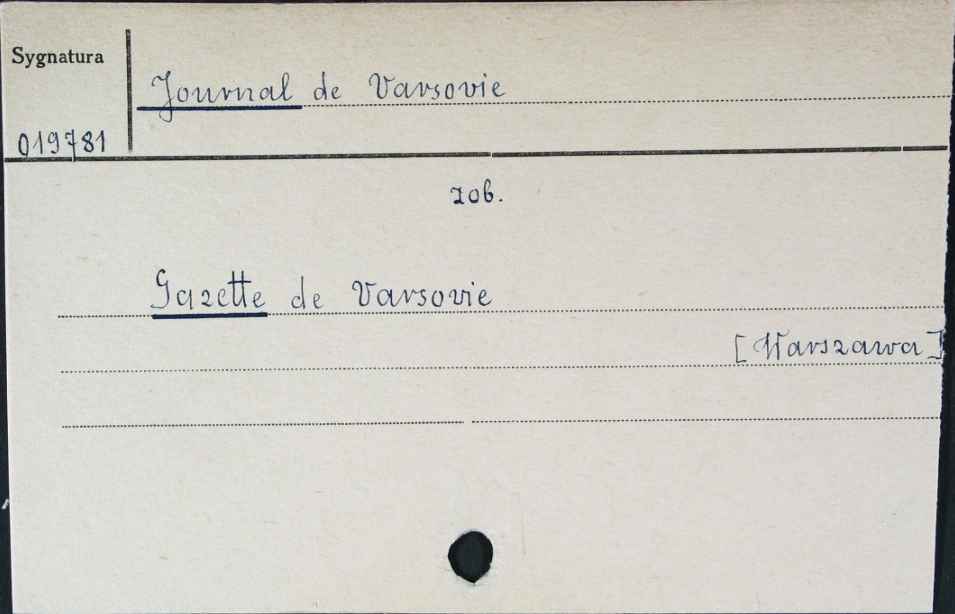 Sygnatura
Journal de Varsovie
019781
zob.
Gazette de Varsovie
[Warszawa]